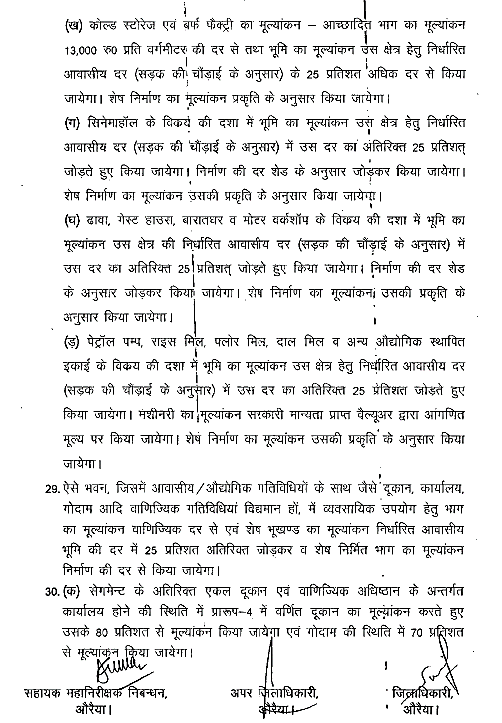 (ख) कोल्ड स्टोरेज एवं बर्फ फैक्ट्री का मूल्यांकन – आच्छादित भाग का मूल्यांकन
13,000 रु0 प्रति वर्गमीटर की दर से तथा भूमि का मूल्यांकन उस क्षेत्र हेतु निर्धारित
आवासीय दर (सड़क की चौंड़ाई के अनुसार) के 25 प्रतिशत अधिक दर से किया
जायेगा। शेष निर्माण का मूल्यांकन प्रकृति के अनुसार किया जायेगा।
(ग) सिनेमाहॉल के विकय की दशा में भूमि का मूल्यांकन उस क्षेत्र हेतु निर्धारित
आवासीय दर (सड़क की चौंड़ाई के अनुसार) में उस दर का अतिरिक्त 25 प्रतिशत्
जोड़ते हुए किया जायेगा। निर्माण की दर शेड के अनुसार जोड़कर किया जायेगा।
शेष निर्माण का मूल्यांकन उसकी प्रकृति के अनुसार किया जायेगा।
(घ) ढावा, गेस्ट हाउस, बारातघर व मोटर वर्कशॉप के विकय की दशा में भूमि का
मूल्यांकन उस क्षेत्र की निर्धारित आवासीय दर (सड़क की चौंड़ाई के अनुसार) में
उस दर का अतिरिक्त 25 प्रतिशत् जोड़ते हुए किया जायेगा। निर्माण की दर शेड
के अनुसार जोड़कर किया जायेगा। शेष निर्माण का मूल्यांकन उसकी प्रकृति के
अनुसार किया जायेगा।
(ड़) पेट्रॉल पम्प, राइस मिल, पलोर मिल, दाल मिल व अन्य औद्योगिक स्थापित
इकाई के विकय की दशा में भूमि का मूल्यांकन उस क्षेत्र हेतु निर्धारित आवासीय दर
(सड़क की चौंड़ाई के अनुसार) में उस दर का अतिरिक्त 25 प्रतिशत जोड़ते हुए
किया जायेगा। मशीनरी का मूल्यांकन सरकारी मान्यता प्राप्त वैल्यूअर द्वारा आंगणित
मूल्य पर किया जायेगा। शेष निर्माण का मूल्यांकन उसकी प्रकृति के अनुसार किया
जायेगा।
29. ऐसे भवन, जिसमें आवासीय/औद्योगिक गतिविधियों के साथ जैसे दूकान, कार्यालय,
गोदाम आदि वाणिज्यिक गतिदिधियां विद्यमान हों, में व्यवसायिक उपयोग हेतु भाग
का मूल्यांकन वाणिज्यिक दर से एवं शेष भूखण्ड का मूल्यांकन निर्धारित आवासीय
भूमि की दर में 25 प्रतिशत अतिरिक्त जोड़कर व शेष निर्मित भाग का मूल्यांकन
निर्माण की दर से किया जायेगा।
30. (क) सेगमेन्ट के अतिरिक्त एकल दूकान एवं वाणिज्यिक अधिष्ठान के अन्तर्गत
कार्यालय होने की स्थिति में प्रारूप-4 में वर्णित दूकान का मूल्यांकन करते हुए
उसके 80 प्रतिशत से मूल्यांकन किया जायेगा एवं गोदाम की स्थिति में 70 प्रतिशत
से मूल्यांकन किया जायेगा।
सहायक महानिरीक्षक निबन्धन, अपर जिलाधिकारी, जिलाधिकारी,
औरैया। औरैया। औरैया।